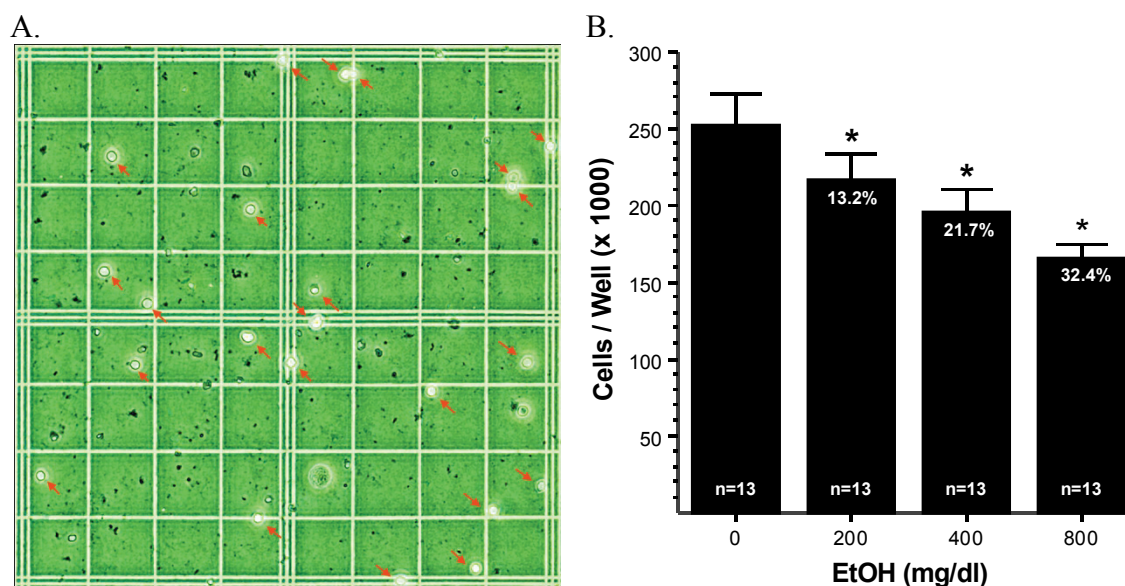 A.
B.
Cells / Well (x 1000)
300
250
200
150
100
50
*
*
*
13.2%
21.7%
32.4%
n=13
n=13
n=13
n=13
0
200
400
800
EtOH (mg/dl)